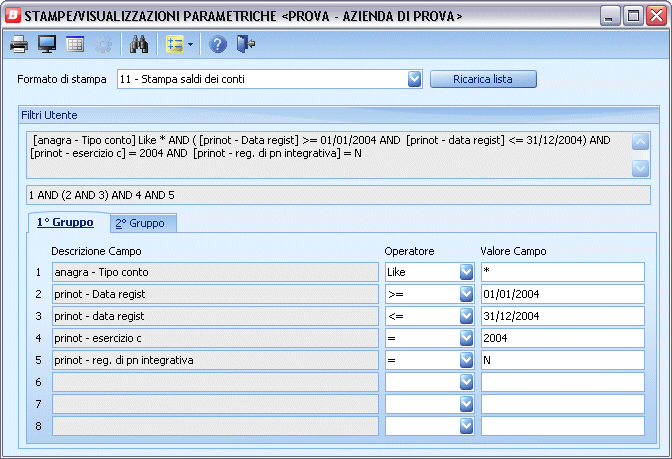 STAMPE/VISUALIZZAZIONI PARAMETRICHE <PROVA - AZIENDA DI PROVA>
Formato di stampa 11 - Stampa saldi dei conti Ricarica lista
Filtri Utente
[anagra - Tipo conto] Like * AND ( [prinot - Data regist] >= 01/01/2004 AND [prinot - data regist] <= 31/12/2004) AND
[prinot - esercizio c] = 2004 AND [prinot - reg. di pn integrativa] = N
1 AND (2 AND 3) AND 4 AND 5
1° Gruppo 2° Gruppo
Descrizione Campo Operatore Valore Campo
1 anagra - Tipo conto Like *
2 prinot - Data regist >= 01/01/2004
3 prinot - data regist <= 31/12/2004
4 prinot - esercizio c = 2004
5 prinot - reg. di pn integrativa = N
6
7
8